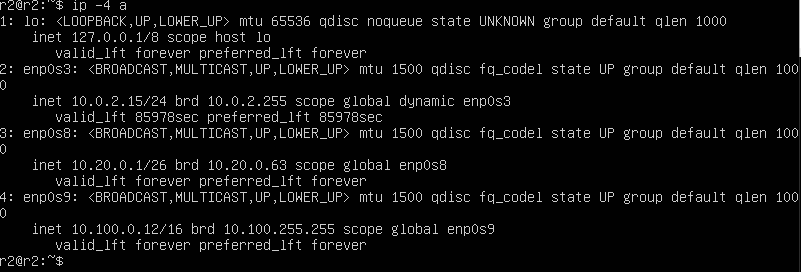 r2@r2:~$ ip -4 a
1: lo: <LOOPBACK,UP,LOWER_UP> mtu 65536 qdisc noqueue state UNKNOWN group default qlen 1000
    inet 127.0.0.1/8 scope host lo
       valid_lft forever preferred_lft forever
2: enp0s3: <BROADCAST,MULTICAST,UP,LOWER_UP> mtu 1500 qdisc fq_codel state UP group default qlen 100
0
    inet 10.0.2.15/24 brd 10.0.2.255 scope global dynamic enp0s3
       valid_lft 85978sec preferred_lft 85978sec
3: enp0s8: <BROADCAST,MULTICAST,UP,LOWER_UP> mtu 1500 qdisc fq_codel state UP group default qlen 100
0
    inet 10.20.0.1/26 brd 10.20.0.63 scope global enp0s8
       valid_lft forever preferred_lft forever
4: enp0s9: <BROADCAST,MULTICAST,UP,LOWER_UP> mtu 1500 qdisc fq_codel state UP group default qlen 100
0
    inet 10.100.0.12/16 brd 10.100.255.255 scope global enp0s9
       valid_lft forever preferred_lft forever
r2@r2:~$